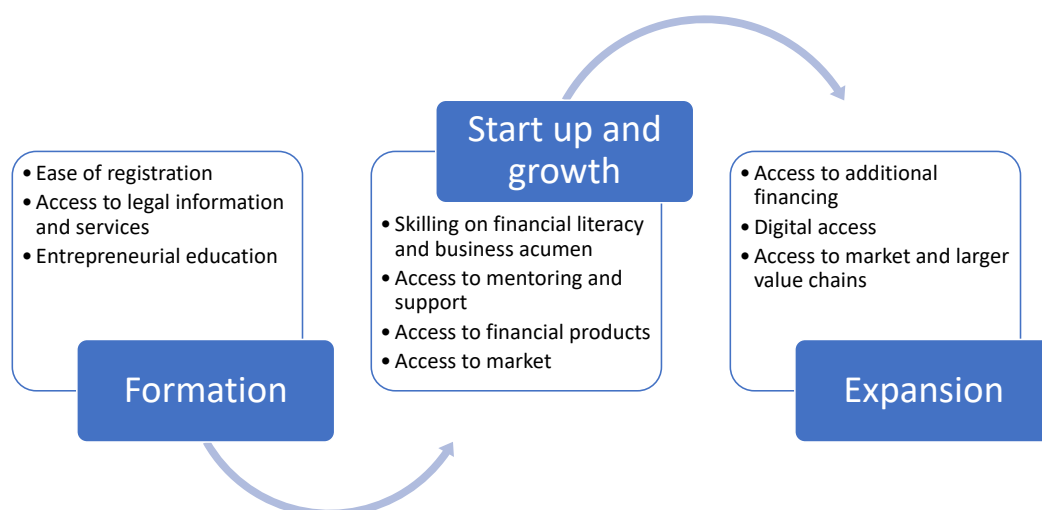 • Ease of registration
• Access to legal information
and services
• Entrepreneurial education
Formation
Start up and
growth
• Skilling on financial literacy
and business acumen
• Access to mentoring and
support
• Access to financial products
• Access to market
• Access to additional
financing
• Digital access
• Access to market and larger
value chains
Expansion